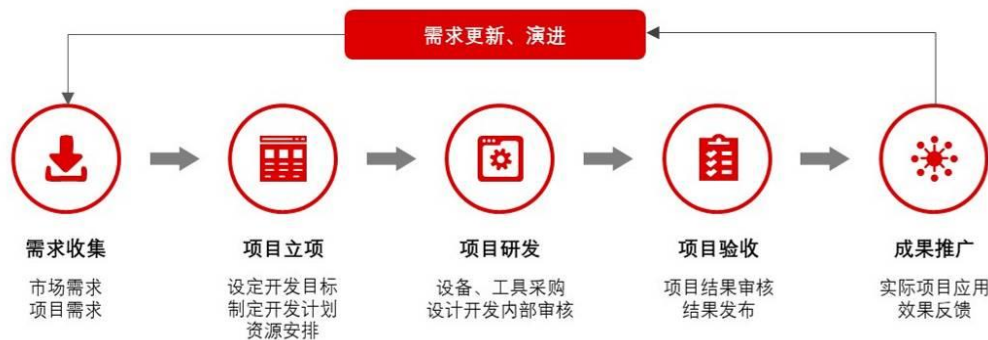 需求更新、演进
需求收集
市场需求
项目需求
项目立项
设定开发目标
制定开发计划
资源安排
项目研发
设备、工具采购
设计开发内部审核
项目验收
项目结果审核
结果发布
成果推广
实际项目应用
效果反馈